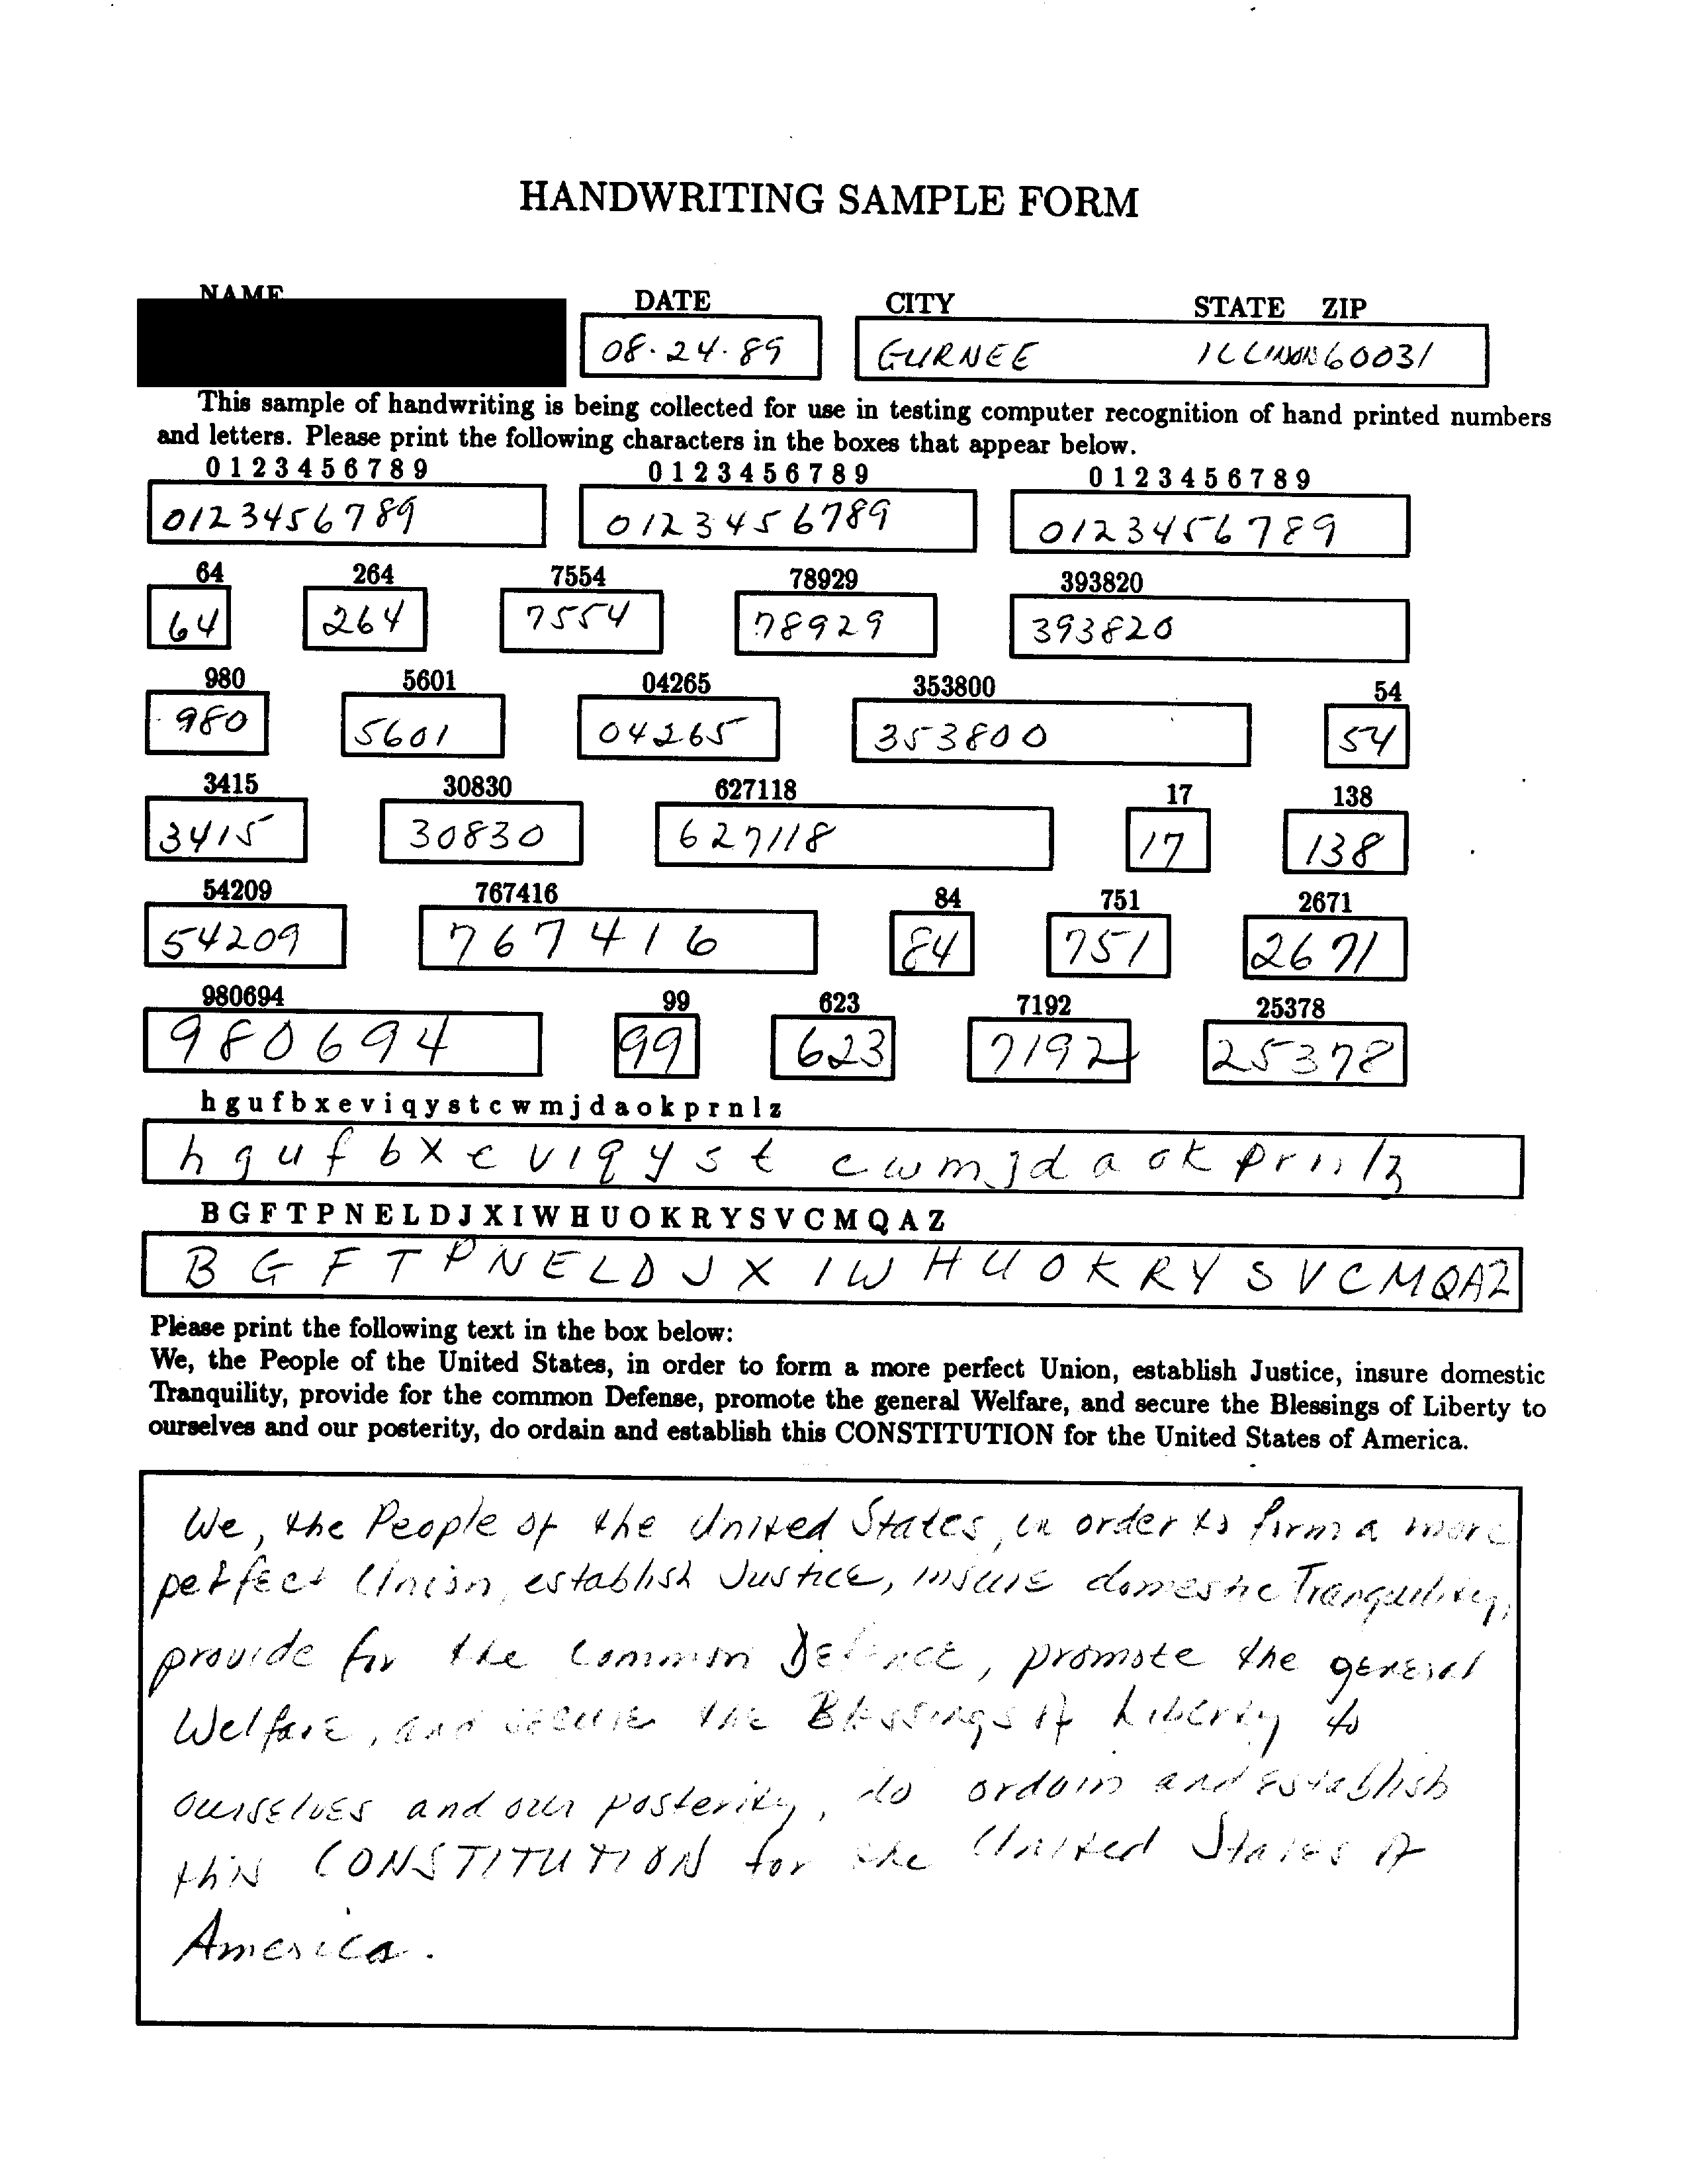 HANDWRITING SAMPLE FORM
NAME DATE CITY STATE ZIP
08.24.89 GURNEE ILLINOIS 60031
This sample of handwriting is being collected for use in testing computer recognition of hand printed numbers
and letters. Please print the following characters in the boxes that appear below.
0 1 2 3 4 5 6 7 8 9 0 1 2 3 4 5 6 7 8 9 0 1 2 3 4 5 6 7 8 9
0123456789 0123456789 0123456789
64 264 7554 78929 393820
64 264 7554 78929 393820
980 5601 04265 353800 54
980 5601 04265 353800 54
3415 30830 627118 17 138
3415 30830 627118 17 138
54209 767416 84 751 2671
54209 767416 84 751 2671
980694 99 623 7192 25378
980694 99 623 7192 25378
h g u f b x e v i q y s t c w m j d a o k p r n l z
h g u f b x e v i q y s t c w m j d a o k p r n l z
B G F T P N E L D J X I W H U O K R Y S V C M Q A Z
B G F T P N E L D J X I W H U O K R Y S V C M Q A Z
Please print the following text in the box below:
We, the People of the United States, in order to form a more perfect Union, establish Justice, insure domestic
Tranquility, provide for the common Defense, promote the general Welfare, and secure the Blessings of Liberty to
ourselves and our posterity, do ordain and establish this CONSTITUTION for the United States of America.
We, the People of the United States, in order to form a more
perfect Union, establish Justice, insure domestic Tranquility,
provide for the common Defence, promote the general
Welfare, and secure the Blessings of Liberty to
ourselves and our posterity, do ordain and establish
this CONSTITUTION for the United States of
America.